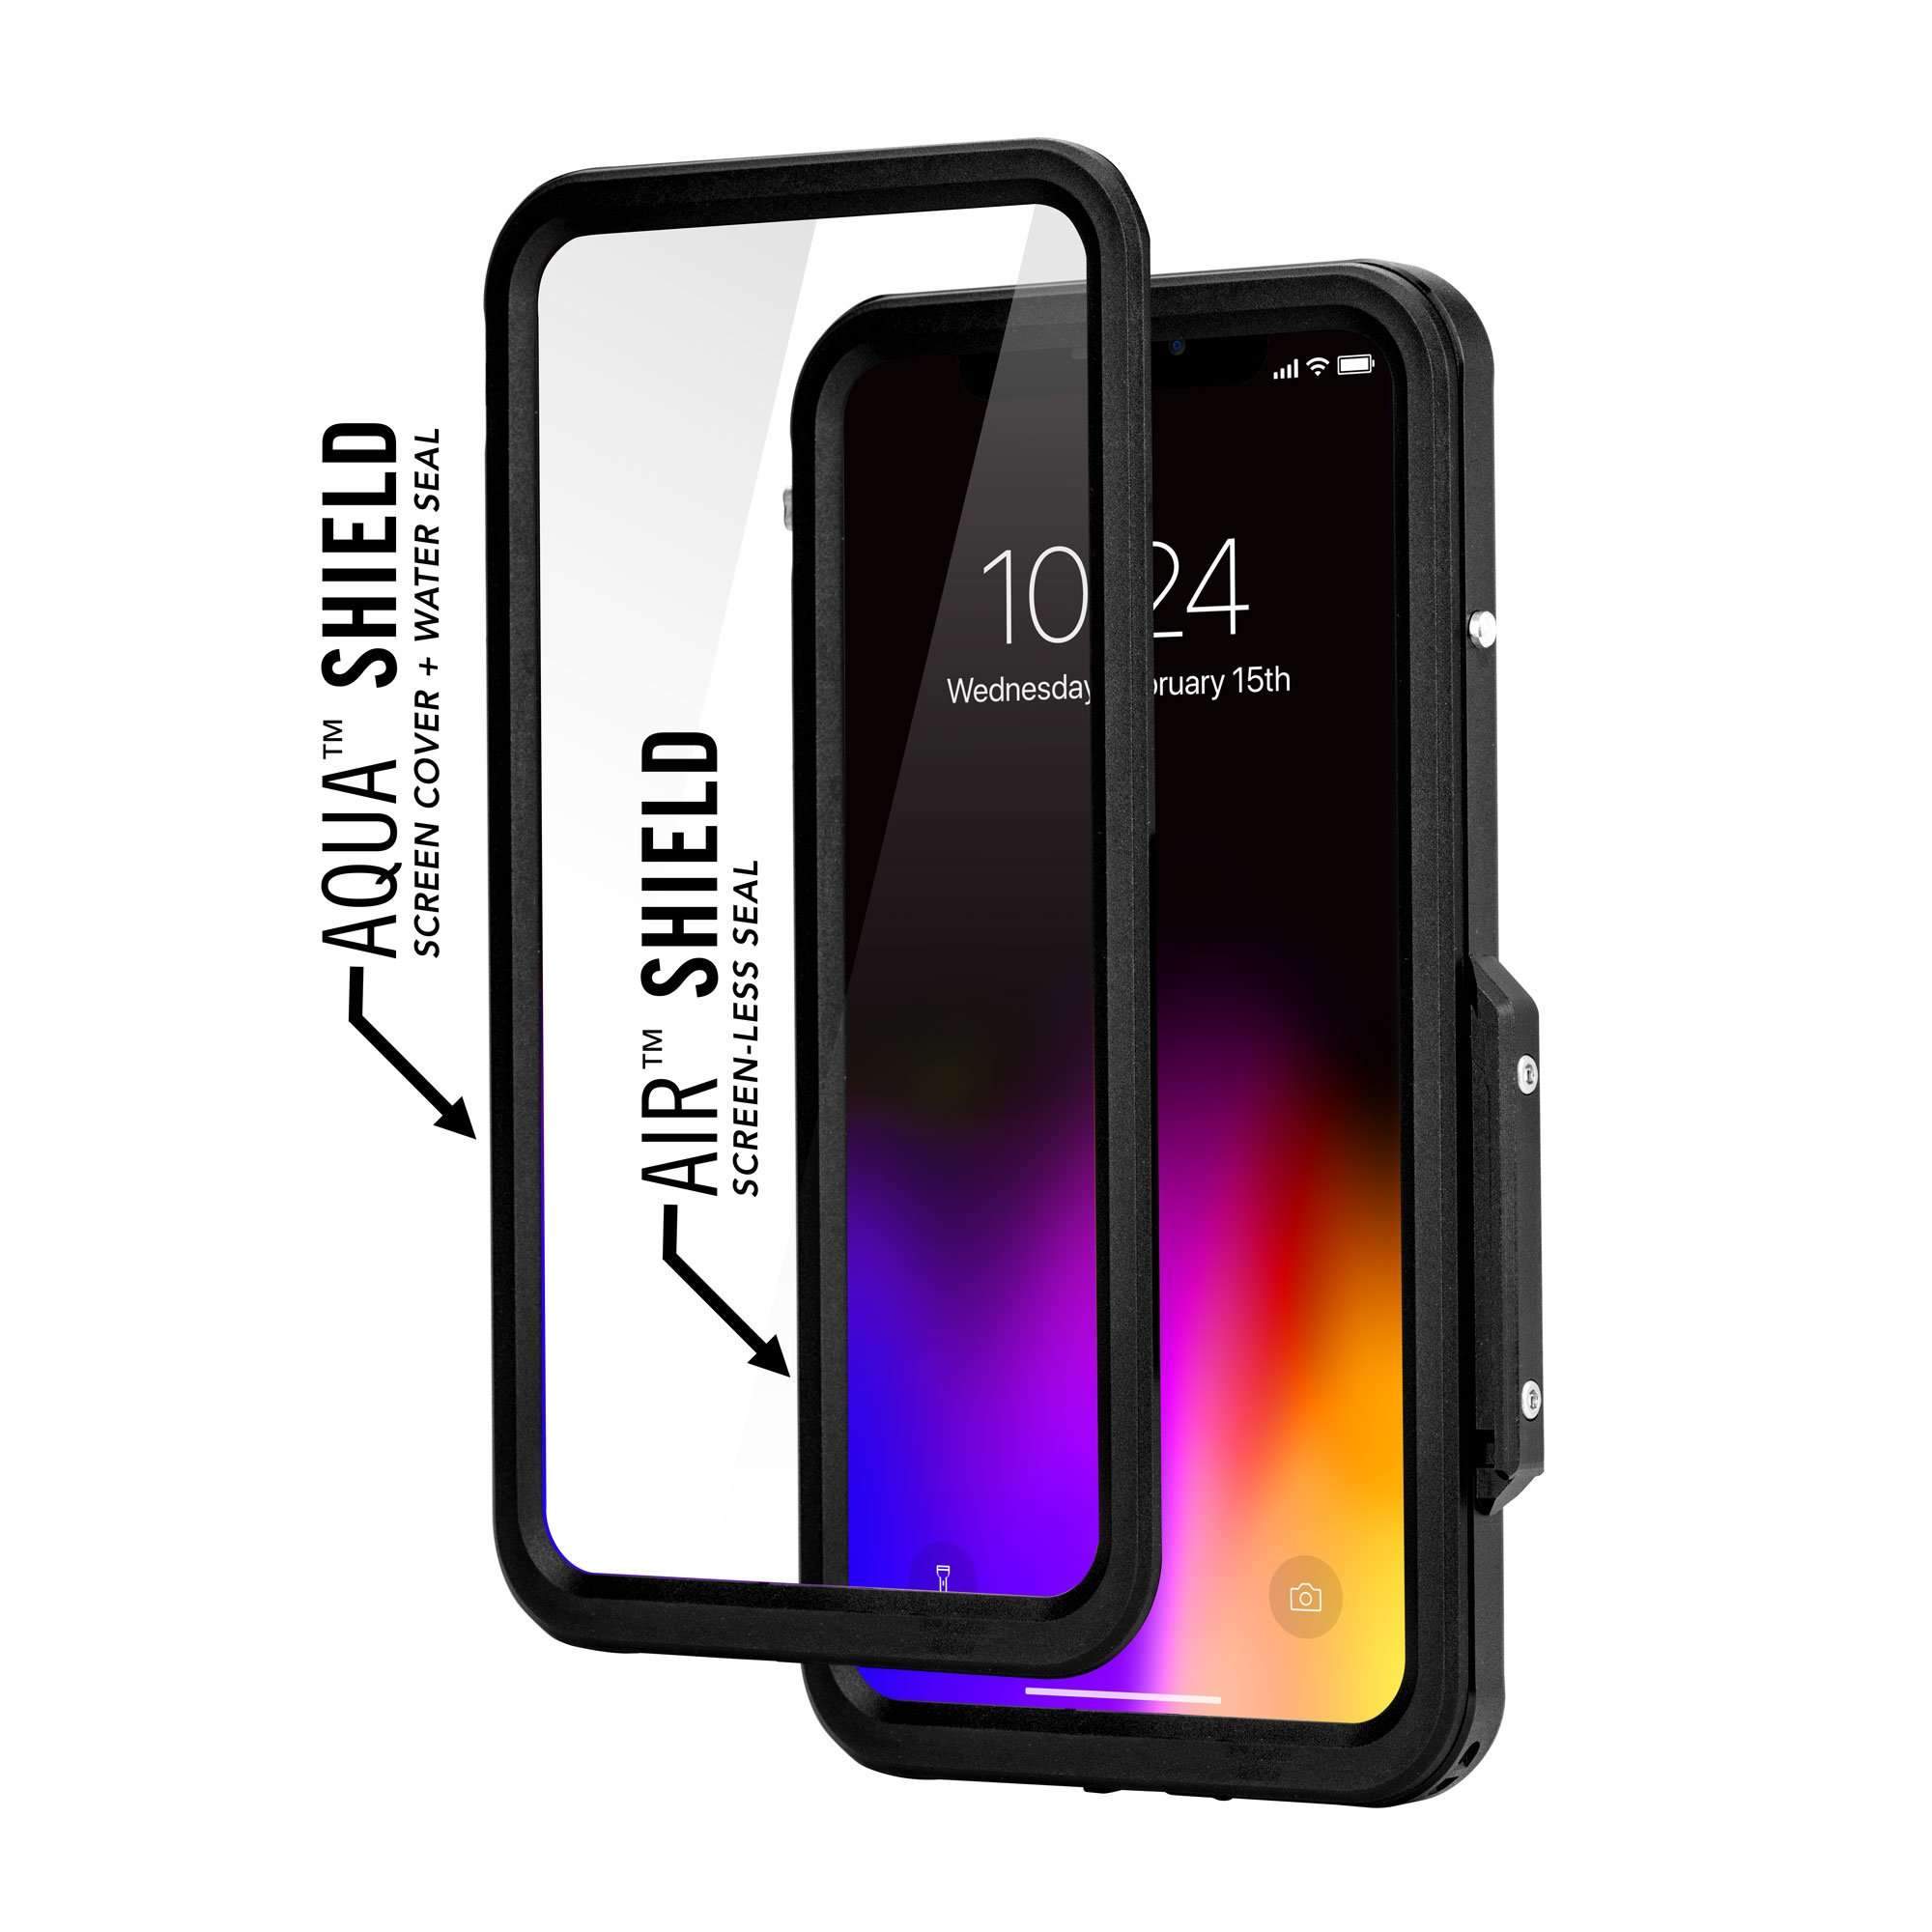 AQUA™ SHIELD
SCREEN COVER + WATER SEAL
AIR™ SHIELD
SCREEN-LESS SEAL
10 24
Wednesday bruary 15th